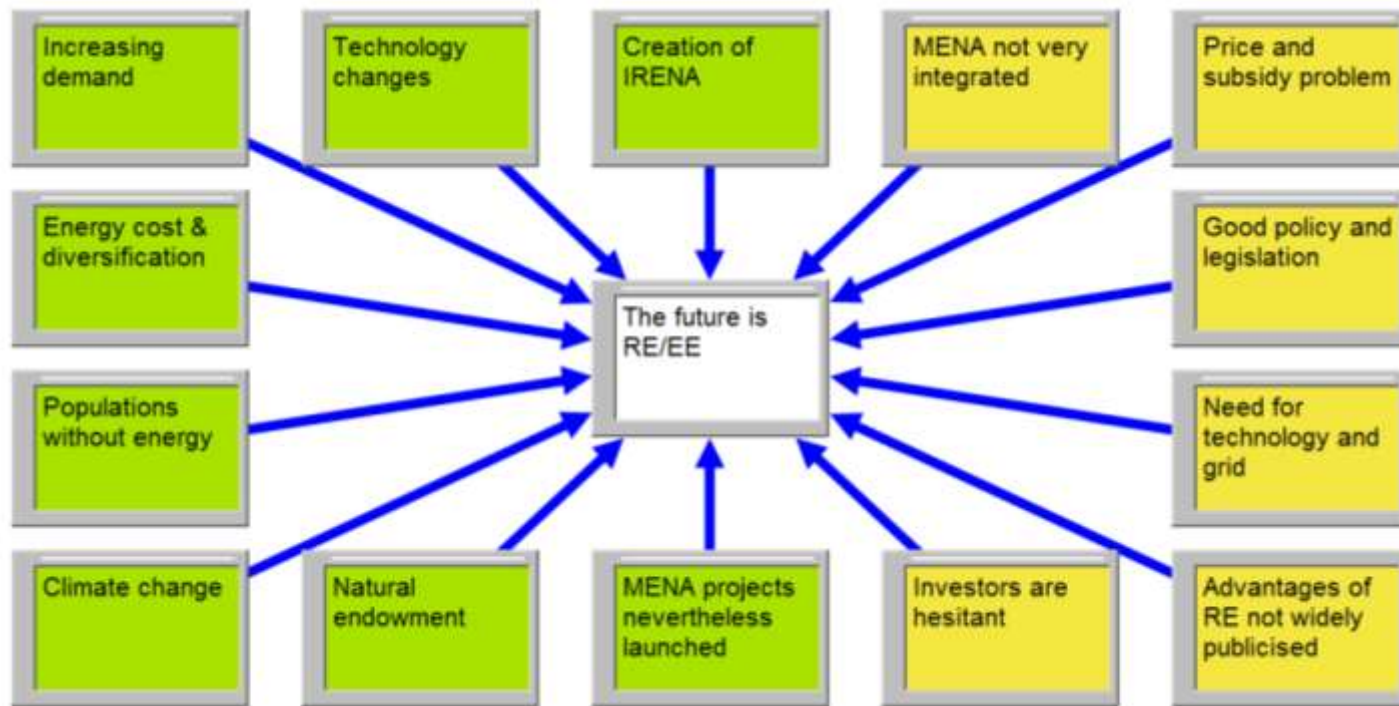 Increasing
demand
Technology
changes
Creation of
IRENA
MENA not very
integrated
Price and
subsidy problem
Energy cost &
diversification
Good policy and
legislation
The future is
RE/EE
Populations
without energy
Need for
technology and
grid
Climate change
Natural
endowment
MENA projects
nevertheless
launched
Investors are
hesitant
Advantages of
RE not widely
publicised